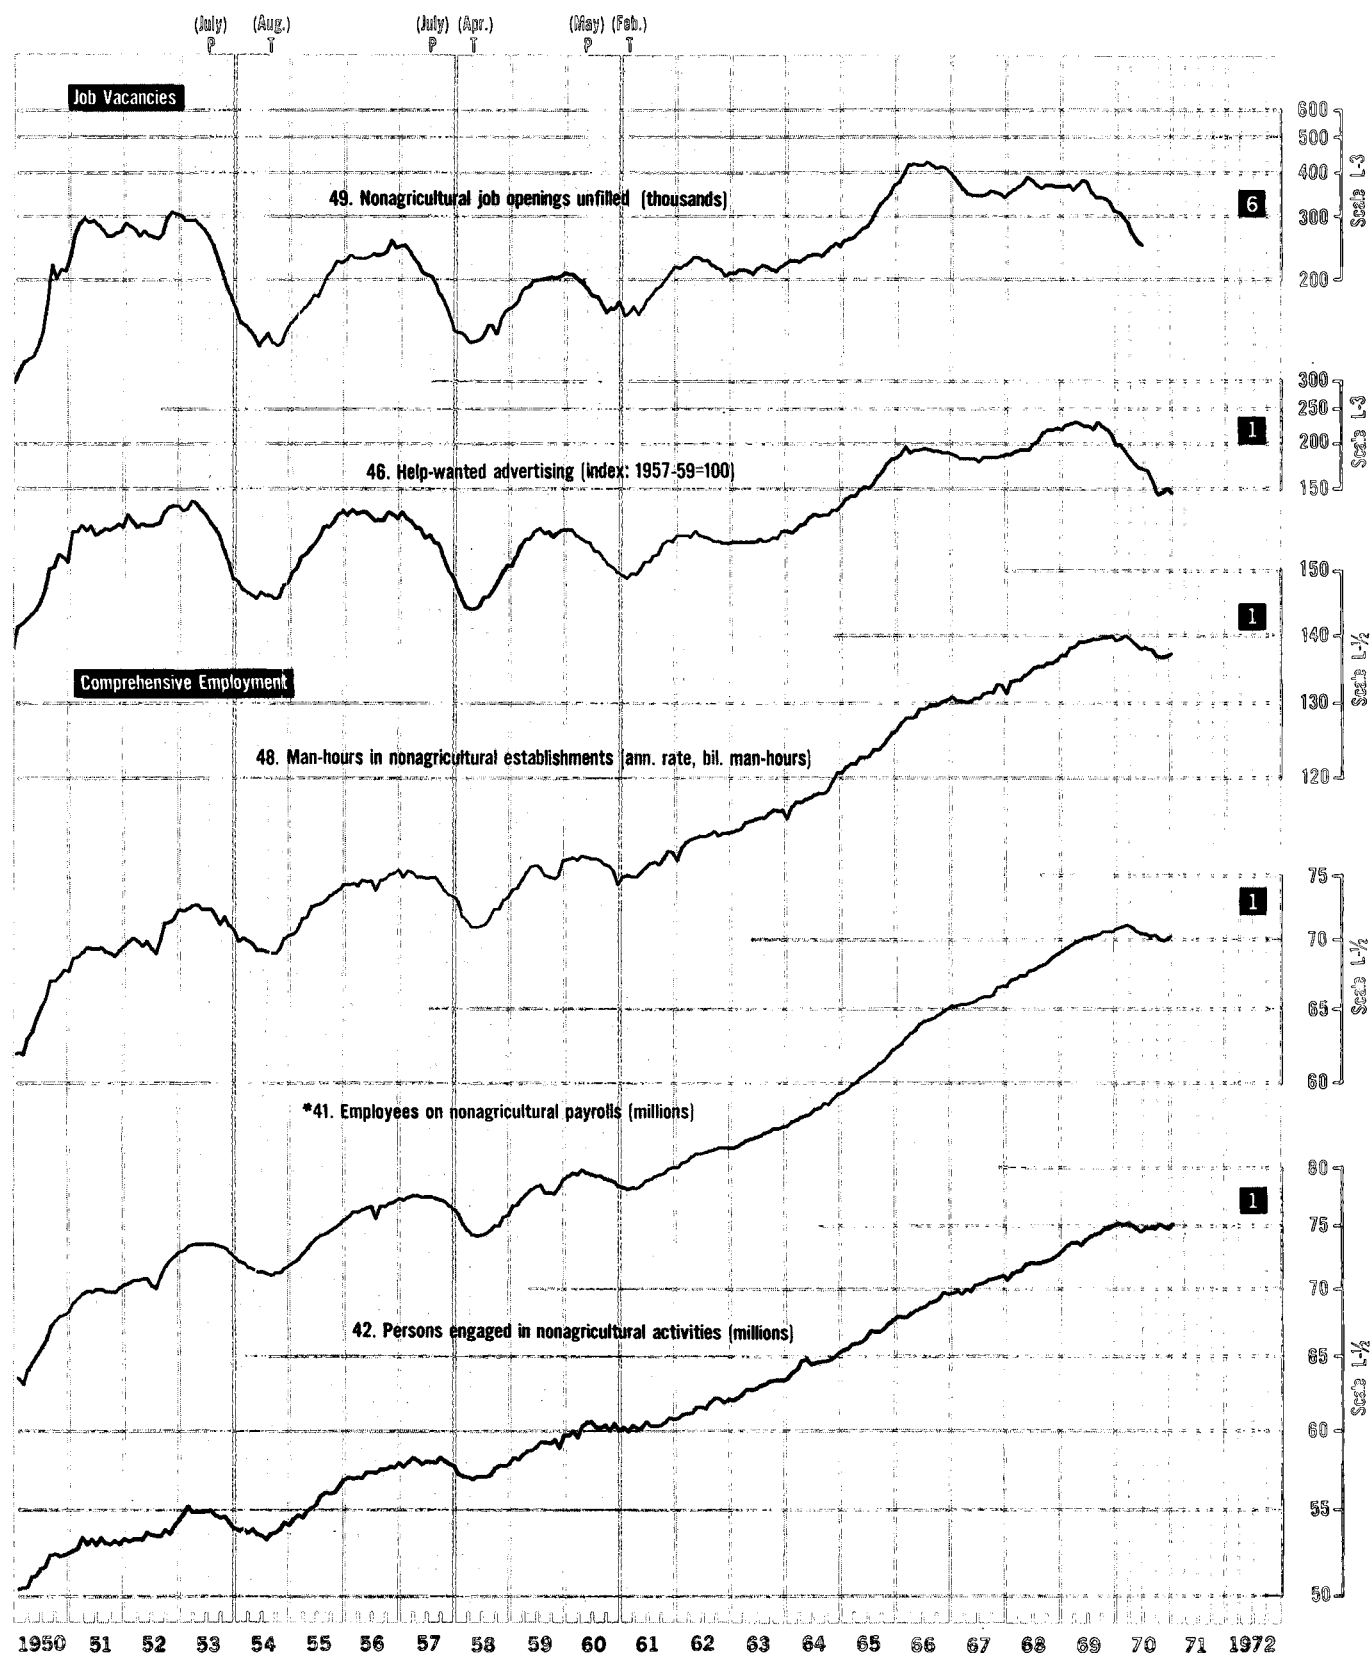 (July) (Aug.) (July) (Apr.) (May) (Feb.)
P T P T P T
Job Vacancies
600
500
400
49. Nonagricultural job openings unfilled (thousands)
6
300
200
Scale L-3
300
250
1
200
46. Help-wanted advertising (index: 1957-59=100)
150
Scale L-3
150
1
140
Comprehensive Employment
130
48. Man-hours in nonagricultural establishments (ann. rate, bil. man-hours)
120
Scale L-½
75
1
70
65
60
Scale L-½
*41. Employees on nonagricultural payrolls (millions)
80
1
75
70
42. Persons engaged in nonagricultural activities (millions)
65
60
55
50
Scale L-½
1950 51 52 53 54 55 56 57 58 59 60 61 62 63 64 65 66 67 68 69 70 71 1972